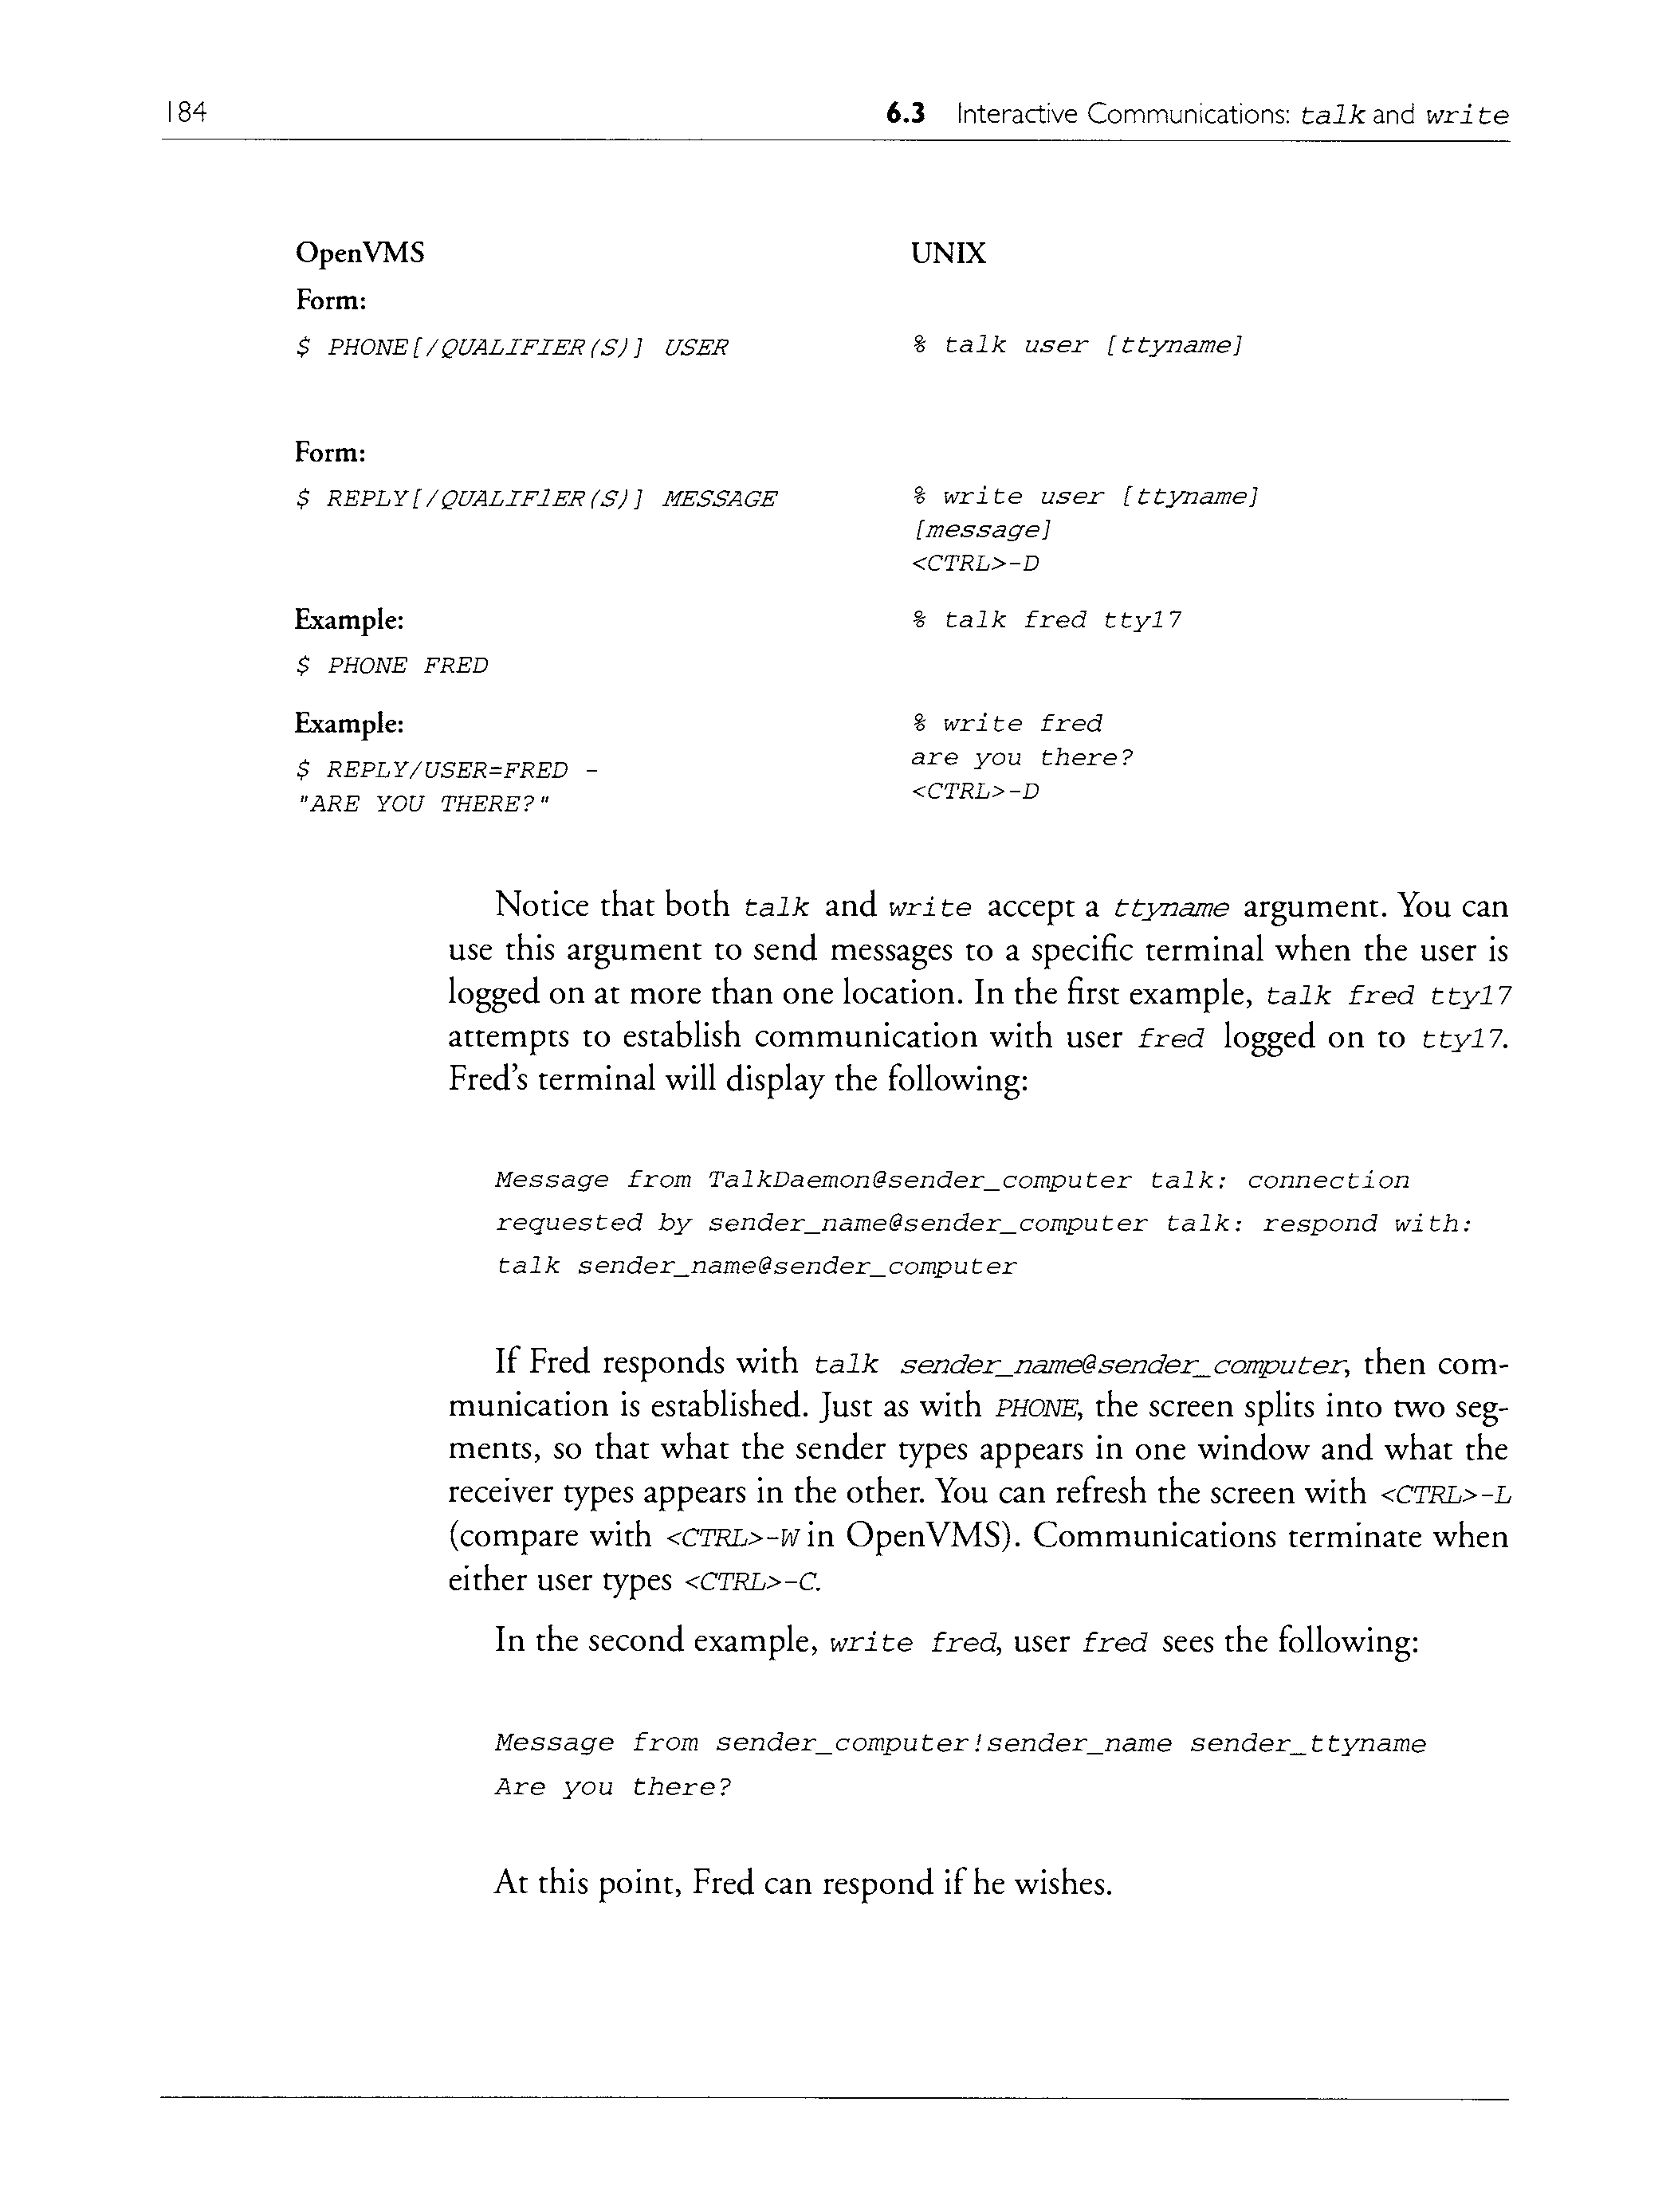 184 6.3 Interactive Communications: talk and write
OpenVMS UNIX
Form:
$ PHONE[/QUALIFIER(S)] USER % talk user [ttyname]
Form:
$ REPLY[/QUALIF1ER(S)] MESSAGE % write user [ttyname]
[message]
<CTRL>-D
Example: % talk fred tty17
$ PHONE FRED
Example: % write fred
$ REPLY/USER=FRED - are you there?
"ARE YOU THERE?" <CTRL>-D
Notice that both talk and write accept a ttyname argument. You can
use this argument to send messages to a specific terminal when the user is
logged on at more than one location. In the first example, talk fred tty17
attempts to establish communication with user fred logged on to tty17.
Fred's terminal will display the following:
Message from TalkDaemon@sender_computer talk: connection
requested by sender_name@sender_computer talk: respond with:
talk sender_name@sender_computer
If Fred responds with talk sender_name@sender_computer, then com-
munication is established. Just as with PHONE, the screen splits into two seg-
ments, so that what the sender types appears in one window and what the
receiver types appears in the other. You can refresh the screen with <CTRL>-L
(compare with <CTRL>-W in OpenVMS). Communications terminate when
either user types <CTRL>-C.
In the second example, write fred, user fred sees the following:
Message from sender_computer!sender_name sender_ttyname
Are you there?
At this point, Fred can respond if he wishes.